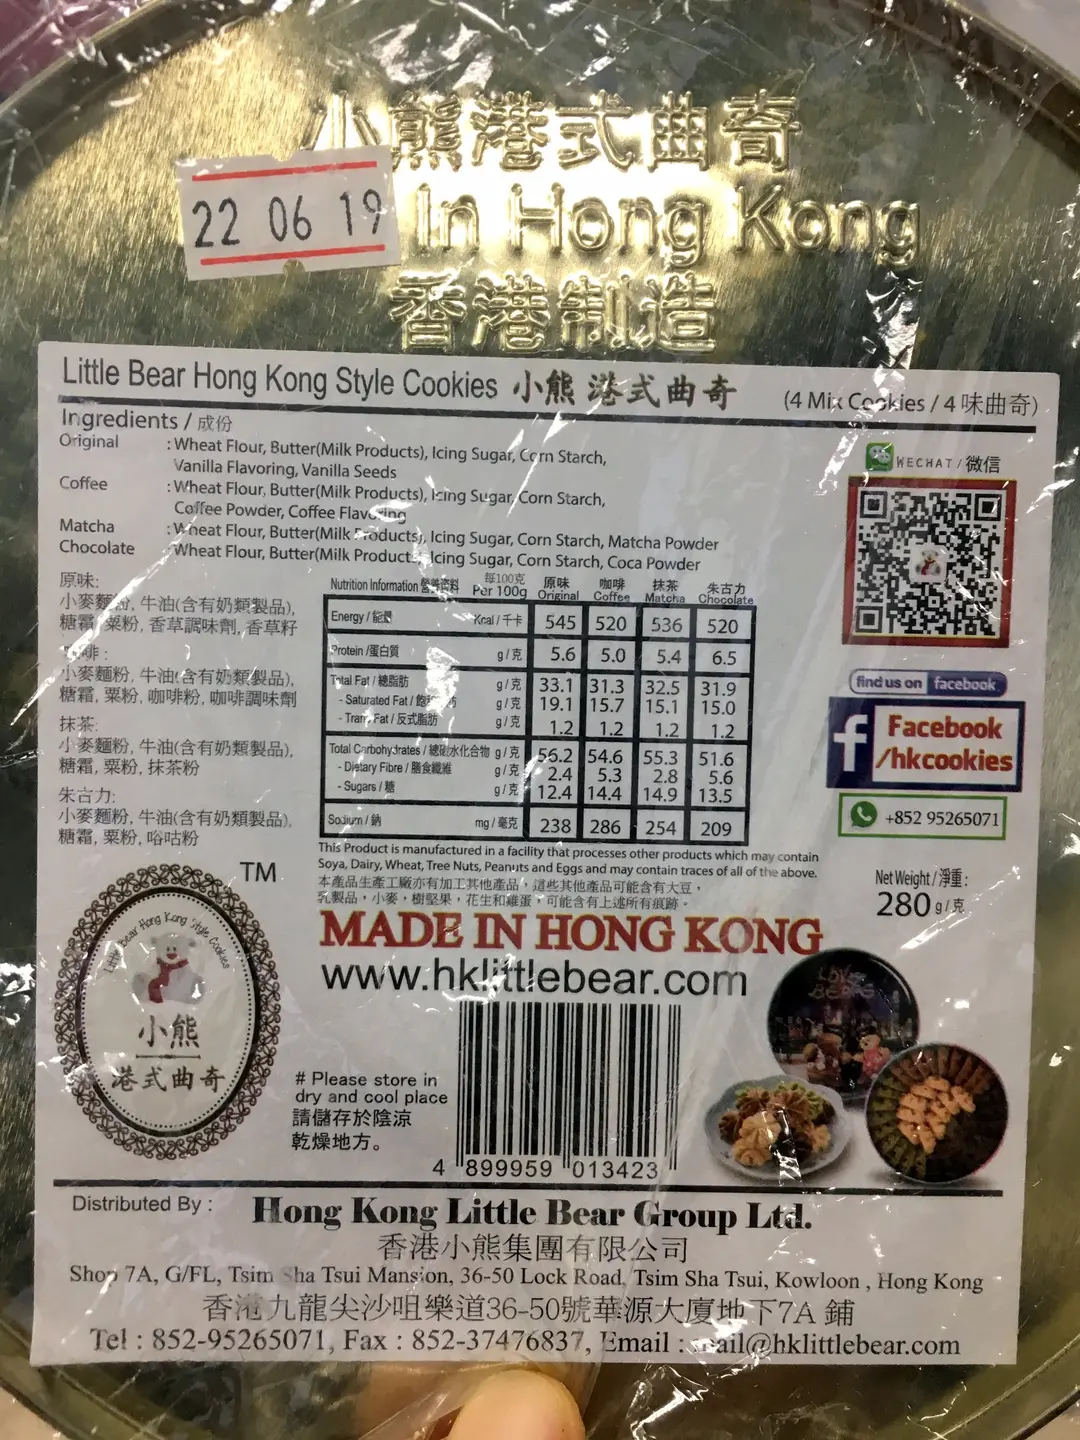 小熊港式曲奇
22 06 19
In Hong Kong
香港制造
Little Bear Hong Kong Style Cookies 小熊 港式曲奇 (4 Mix Cookies / 4 味曲奇)
Ingredients / 成份
Original : Wheat Flour, Butter(Milk Products), Icing Sugar, Corn Starch,
Vanilla Flavoring, Vanilla Seeds
Coffee : Wheat Flour, Butter(Milk Products), Icing Sugar, Corn Starch,
Coffee Powder, Coffee Flavoring
Matcha : Wheat Flour, Butter(Milk Products), Icing Sugar, Corn Starch, Matcha Powder
Chocolate Wheat Flour, Butter(Milk Products Icing Sugar, Corn Starch, Coca Powder
WECHAT / 微信
原味:
小麥麵粉, 牛油(含有奶類製品),
糖霜 粟粉, 香草調味劑, 香草籽
啡 :
小麥麵粉, 牛油(含有奶類製品),
糖霜, 粟粉, 咖啡粉, 咖啡調味劑
抹茶:
小麥麵粉, 牛油(含有奶類製品),
糖霜, 粟粉, 抹茶粉
朱古力:
小麥麵粉, 牛油(含有奶類製品),
糖霜, 粟粉, 唂咕粉
Nutrition Information 營養資料 每100克 Per 100g 原味 Original 咖啡 Coffee 抹茶 Matcha 朱古力 Chocolate
Energy / 能量 Kcal / 千卡 545 520 536 520
Protein /蛋白質 g / 克 5.6 5.0 5.4 6.5
Total Fat / 總脂肪 g / 克 33.1 31.3 32.5 31.9
- Saturated Fat / 飽和 肪 g / 克 19.1 15.7 15.1 15.0
- Trans Fat / 反式脂肪 g / 克 1.2 1.2 1.2 1.2
Total Carbohydrates / 總碳水化合物 g / 克 56.2 54.6 55.3 51.6
- Dietary Fibre / 膳食纖維 g / 克 2.4 5.3 2.8 5.6
- Sugars / 糖 g / 克 12.4 14.4 14.9 13.5
Sodium / 鈉 mg / 毫克 238 286 254 209
find us on facebook
Facebook
/hkcookies
+852 95265071
Net Weight / 淨重 :
280 g / 克
This Product is manufactured in a facility that processes other products which may contain
Soya, Dairy, Wheat, Tree Nuts, Peanuts and Eggs and may contain traces of all of the above.
本產品生產工廠亦有加工其他產品，這些其他產品可能含有大豆，
乳製品，小麥，樹堅果，花生和雞蛋，可能含有上述所有痕跡。
MADE IN HONG KONG
www.hklittlebear.com
TM
Little Bear Hong Kong Style Cookies
小熊
港式曲奇
# Please store in
dry and cool place
請儲存於陰涼
乾燥地方。
4 899959 013423
Distributed By : Hong Kong Little Bear Group Ltd.
香港小熊集團有限公司
Shop 7A, G/FL, Tsim Sha Tsui Mansion, 36-50 Lock Road, Tsim Sha Tsui, Kowloon , Hong Kong
香港九龍尖沙咀樂道36-50號華源大廈地下7A 鋪
Tel : 852-95265071, Fax : 852-37476837, Email : mail@hklittlebear.com